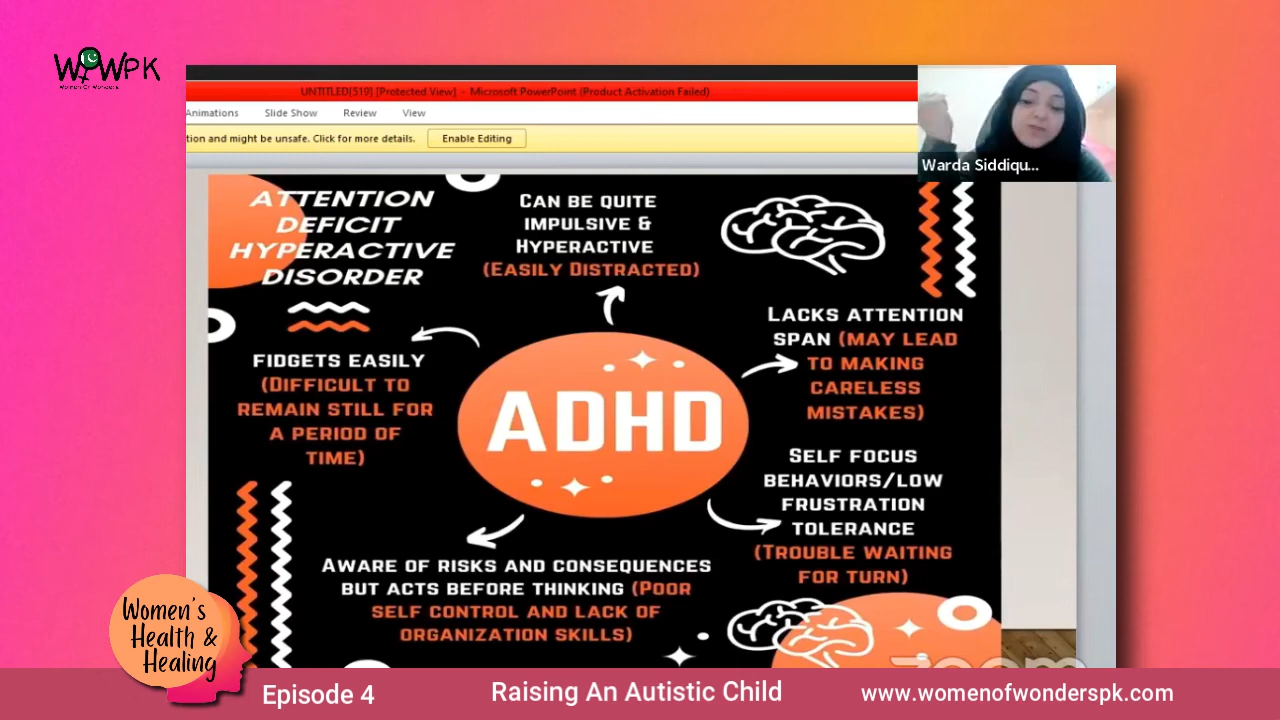 WOWPK
Women Of Wonders
UNTITLED[519] [Protected View] - Microsoft PowerPoint (Product Activation Failed)
Animations
Slide Show
Review
View
tion and might be unsafe. Click for more details.
Enable Editing
Warda Siddiqu...
ATTENTION
DEFICIT
HYPERACTIVE
DISORDER
CAN BE QUITE
IMPULSIVE &
HYPERACTIVE
(EASILY DISTRACTED)
LACKS ATTENTION
SPAN (MAY LEAD
TO MAKING
CARELESS
MISTAKES)
FIDGETS EASILY
(DIFFICULT TO
REMAIN STILL FOR
A PERIOD OF
TIME)
ADHD
SELF FOCUS
BEHAVIORS/LOW
FRUSTRATION
TOLERANCE
(TROUBLE WAITING
FOR TURN)
AWARE OF RISKS AND CONSEQUENCES
BUT ACTS BEFORE THINKING (POOR
SELF CONTROL AND LACK OF
ORGANIZATION SKILLS)
zoom
Women's
Health &
Healing
Episode 4
Raising An Autistic Child
www.womenofwonderspk.com